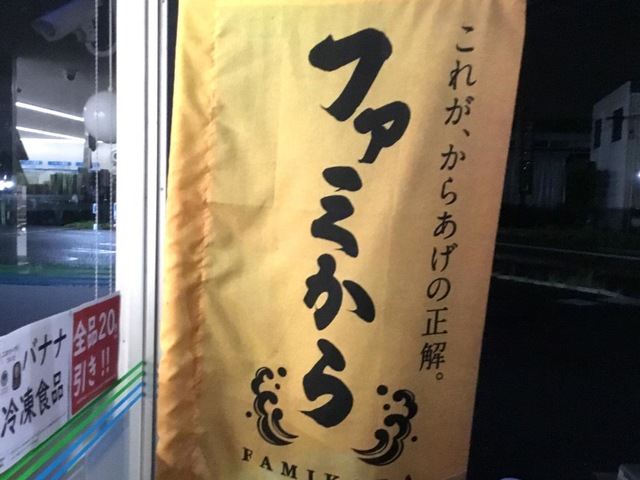 これが、からあげの正解。
ファミから
バナナ
冷凍食品
全品20
引き!!